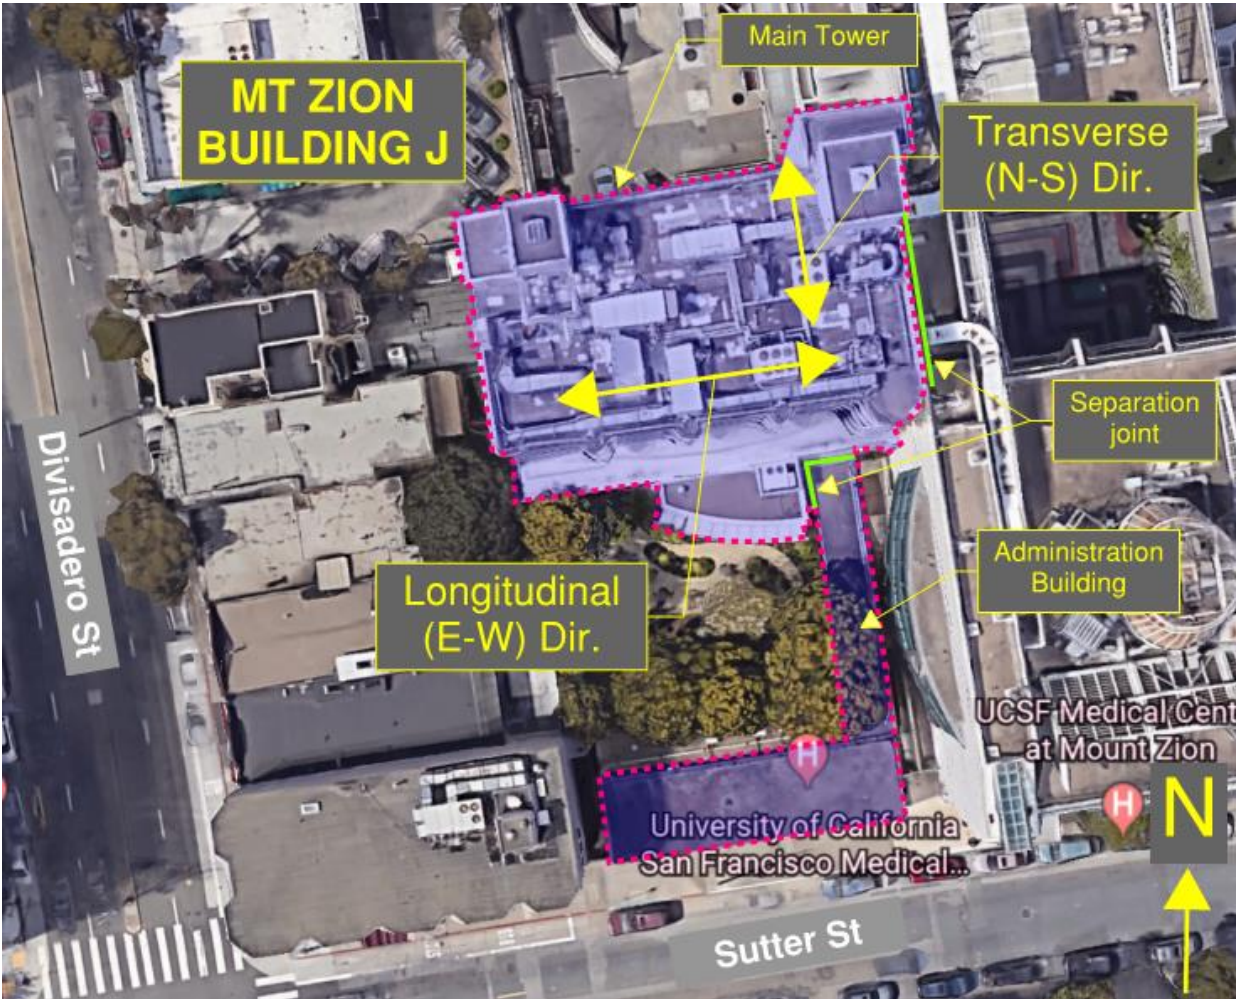 Main Tower
MT ZION
BUILDING J
Transverse
(N-S) Dir.
Separation
joint
Divisadero St
Administration
Building
Longitudinal
(E-W) Dir.
UCSF Medical Cent
at Mount Zion
H
H
N
University of California
San Francisco Medical...
Sutter St